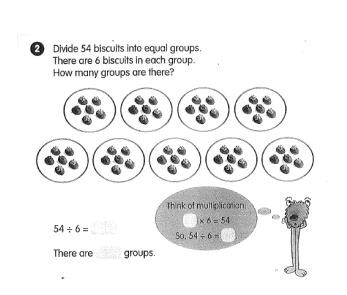 2 Divide 54 biscuits into equal groups.
There are 6 biscuits in each group.
How many groups are there?
Think of multiplication.
× 6 = 54
So, 54 ÷ 6 =
54 ÷ 6 =
There are groups.